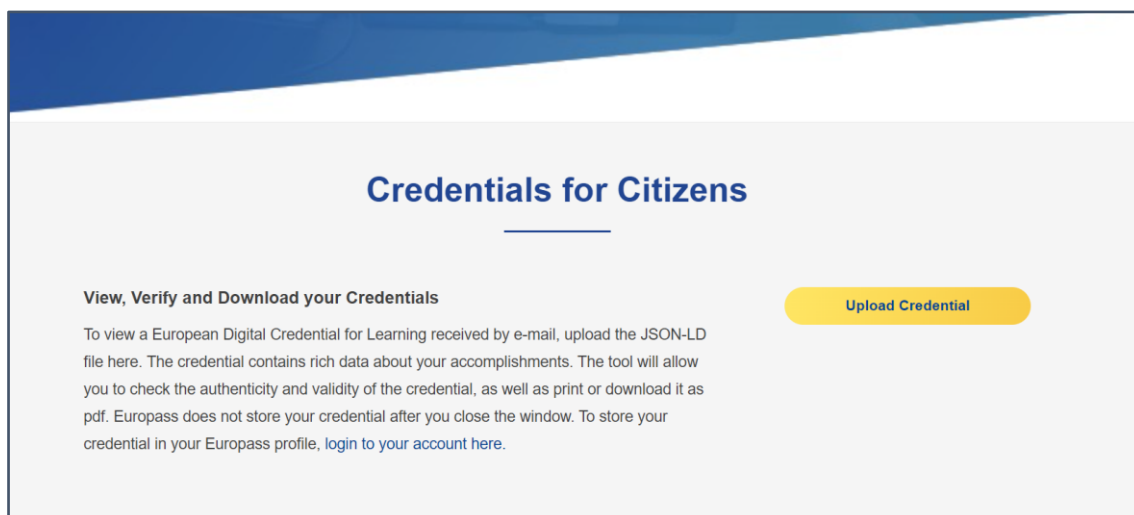 Credentials for Citizens
View, Verify and Download your Credentials
Upload Credential
To view a European Digital Credential for Learning received by e-mail, upload the JSON-LD
file here. The credential contains rich data about your accomplishments. The tool will allow
you to check the authenticity and validity of the credential, as well as print or download it as
pdf. Europass does not store your credential after you close the window. To store your
credential in your Europass profile, login to your account here.